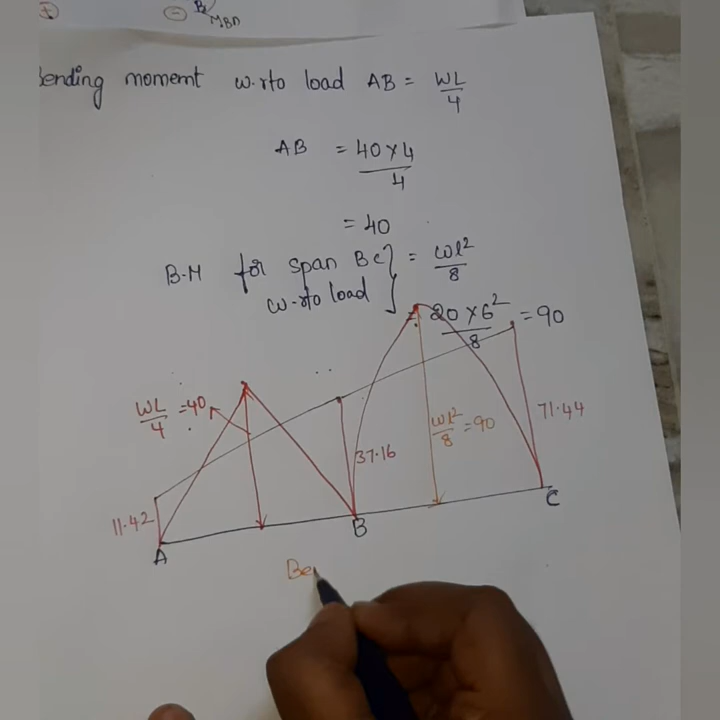 +
- B
MBD
Bending moment w.r to load AB = WL/4
AB = 40×4/4
= 40
B.M for span BC } = wl²/8
w.r to load
20×6²/8 = 90
WL/4 = 40
11.42
37.16
wl²/8 = 90
71.44
A
B
C
Be